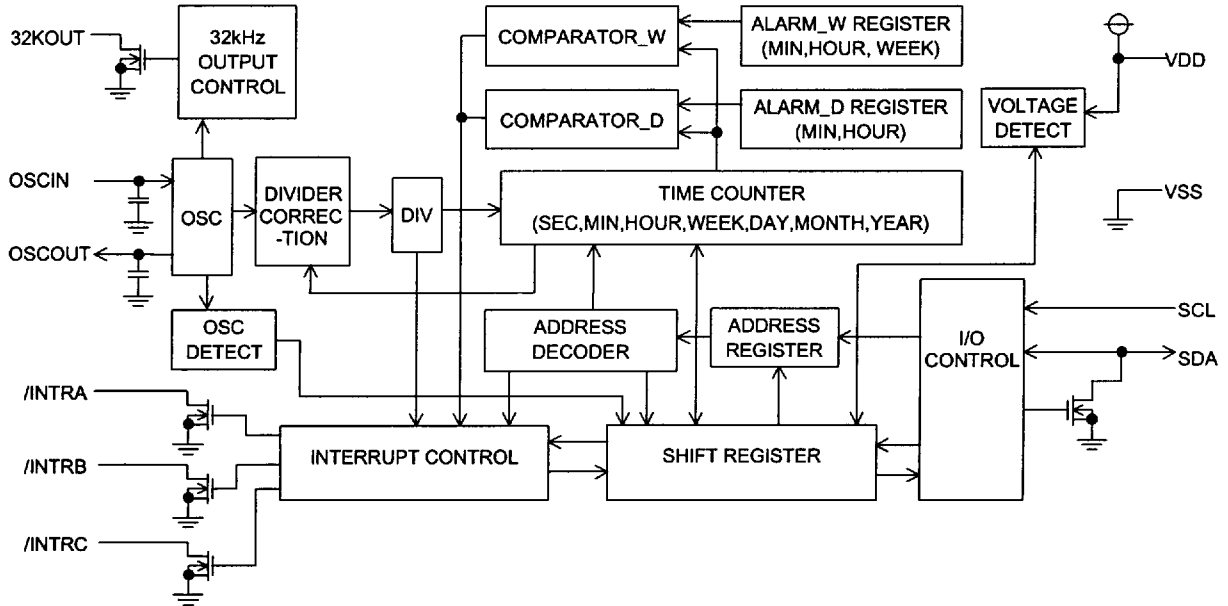 32KOUT
32kHz
OUTPUT
CONTROL
COMPARATOR_W
ALARM_W REGISTER
(MIN,HOUR, WEEK)
VDD
COMPARATOR_D
ALARM_D REGISTER
(MIN,HOUR)
VOLTAGE
DETECT
OSCIN
OSC
DIVIDER
CORREC
-TION
DIV
TIME COUNTER
(SEC,MIN,HOUR,WEEK,DAY,MONTH,YEAR)
VSS
OSCOUT
OSC
DETECT
ADDRESS
DECODER
ADDRESS
REGISTER
I/O
CONTROL
SCL
SDA
/INTRA
/INTRB
/INTRC
INTERRUPT CONTROL
SHIFT REGISTER